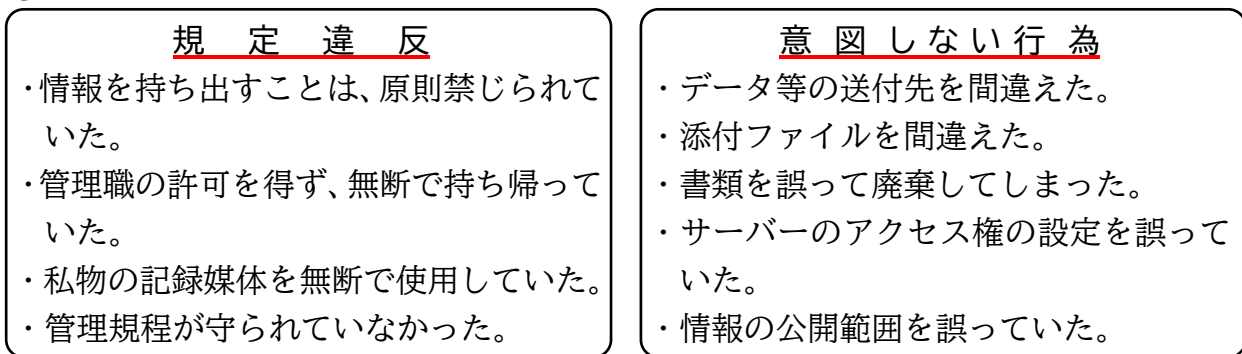 規定違反
・情報を持ち出すことは、原則禁じられて
いた。
・管理職の許可を得ず、無断で持ち帰って
いた。
・私物の記録媒体を無断で使用していた。
・管理規程が守られていなかった。
意図しない行為
・データ等の送付先を間違えた。
・添付ファイルを間違えた。
・書類を誤って廃棄してしまった。
・サーバーのアクセス権の設定を誤って
いた。
・情報の公開範囲を誤っていた。